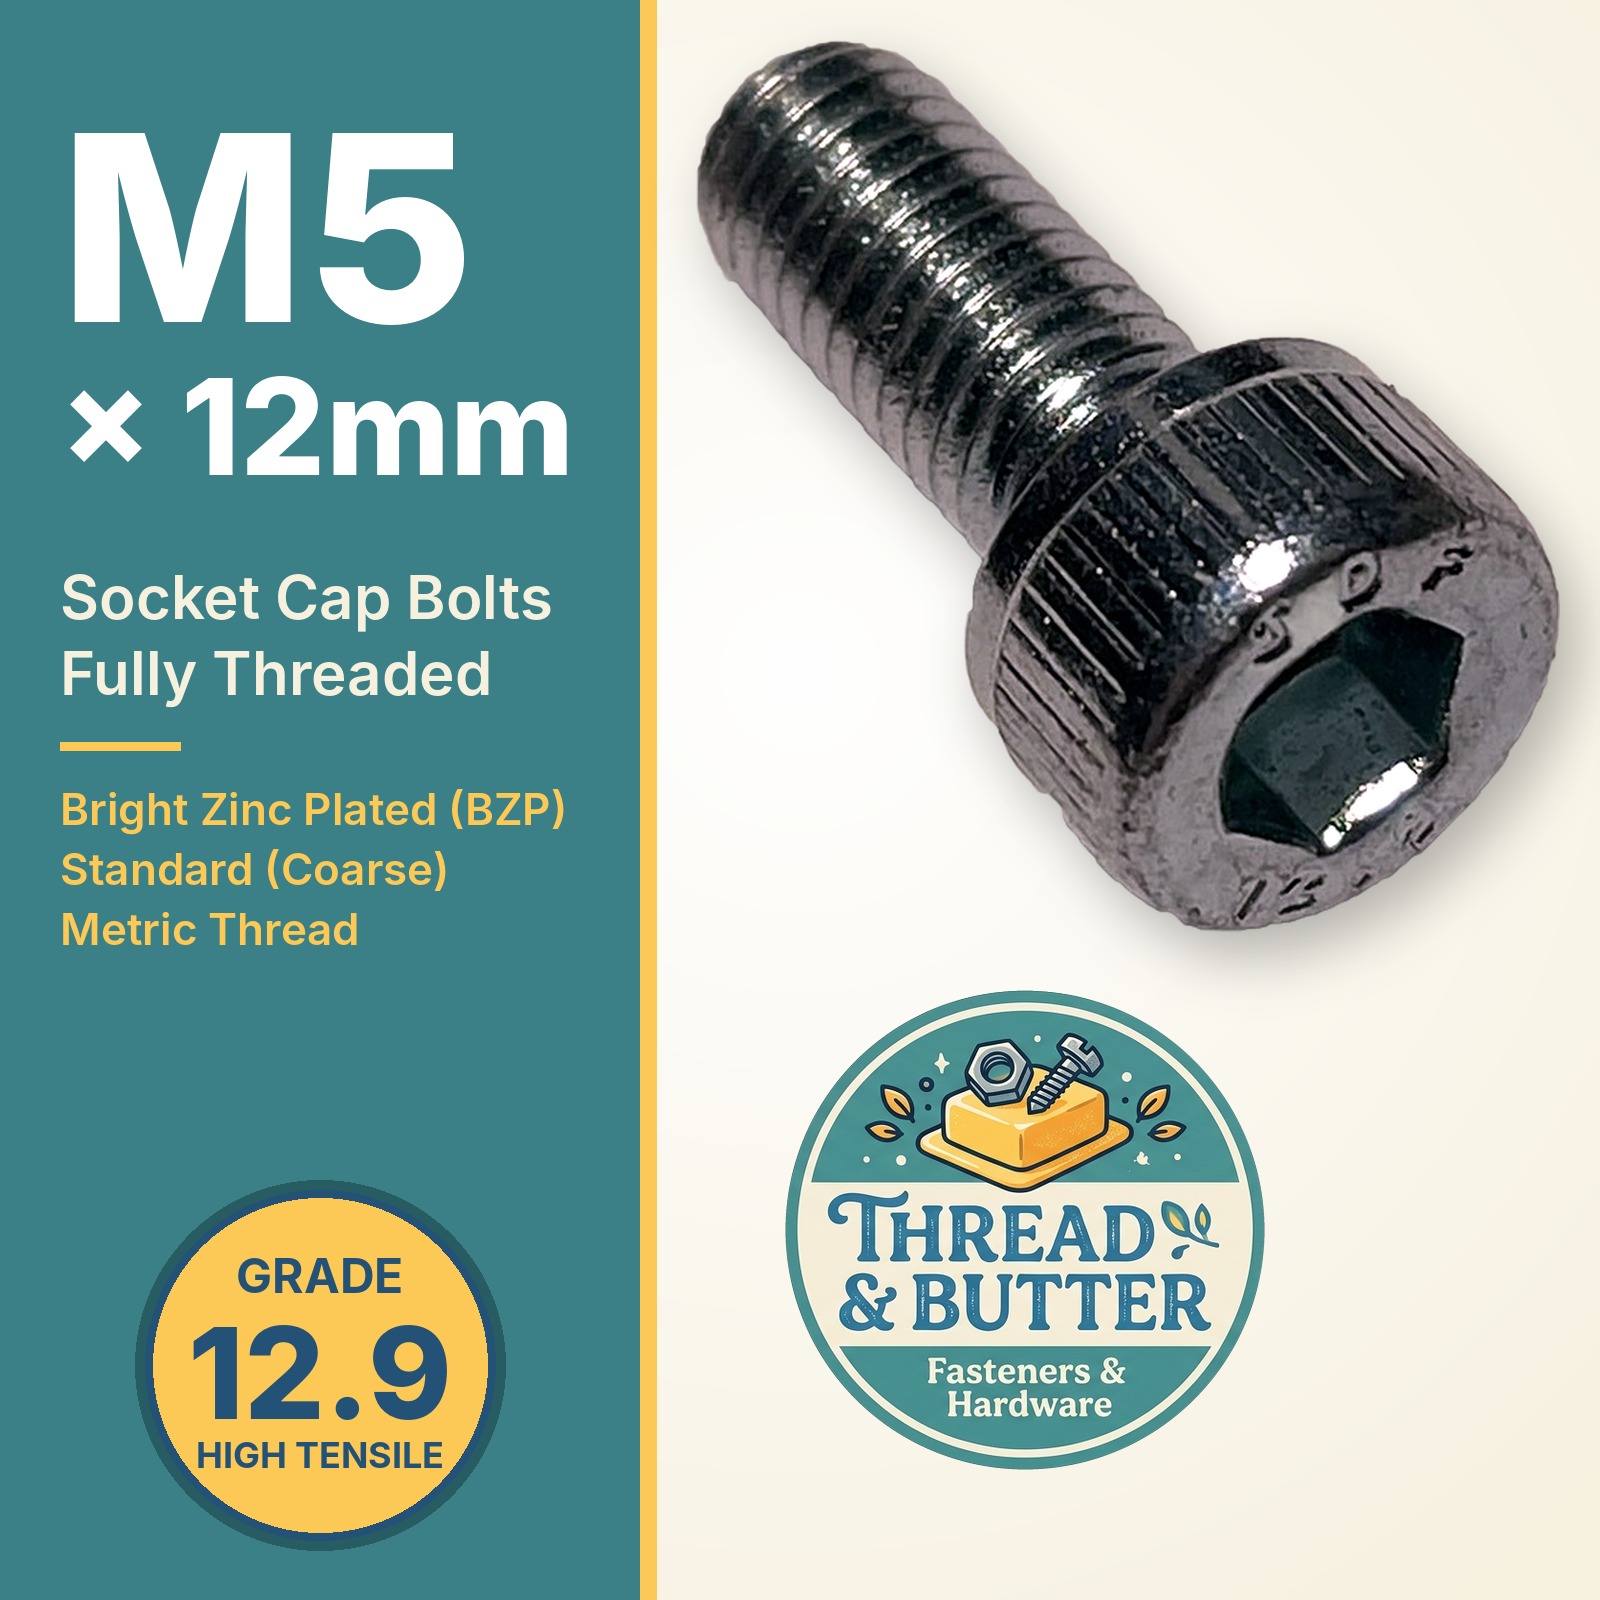 M5
× 12mm
Socket Cap Bolts
Fully Threaded
Bright Zinc Plated (BZP)
Standard (Coarse)
Metric Thread
GRADE
12.9
HIGH TENSILE
THREAD
& BUTTER
Fasteners &
Hardware